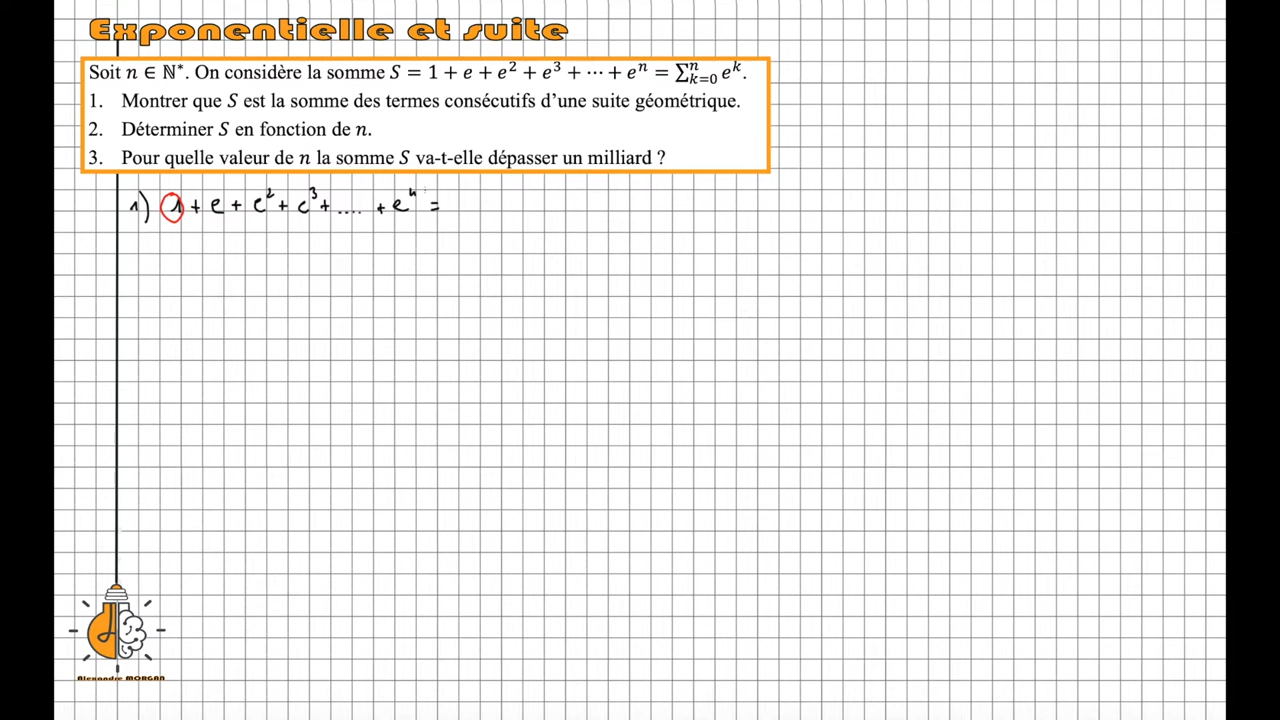 Exponentielle et suite
Soit n ∈ ℕ*. On considère la somme S = 1 + e + e² + e³ + ⋯ + eⁿ = ∑ₖ₌₀ⁿ eᵏ.
1. Montrer que S est la somme des termes consécutifs d’une suite géométrique.
2. Déterminer S en fonction de n.
3. Pour quelle valeur de n la somme S va-t-elle dépasser un milliard ?
1) 1 + e + e² + e³ + .... + eⁿ =
Alexandre MORGAN